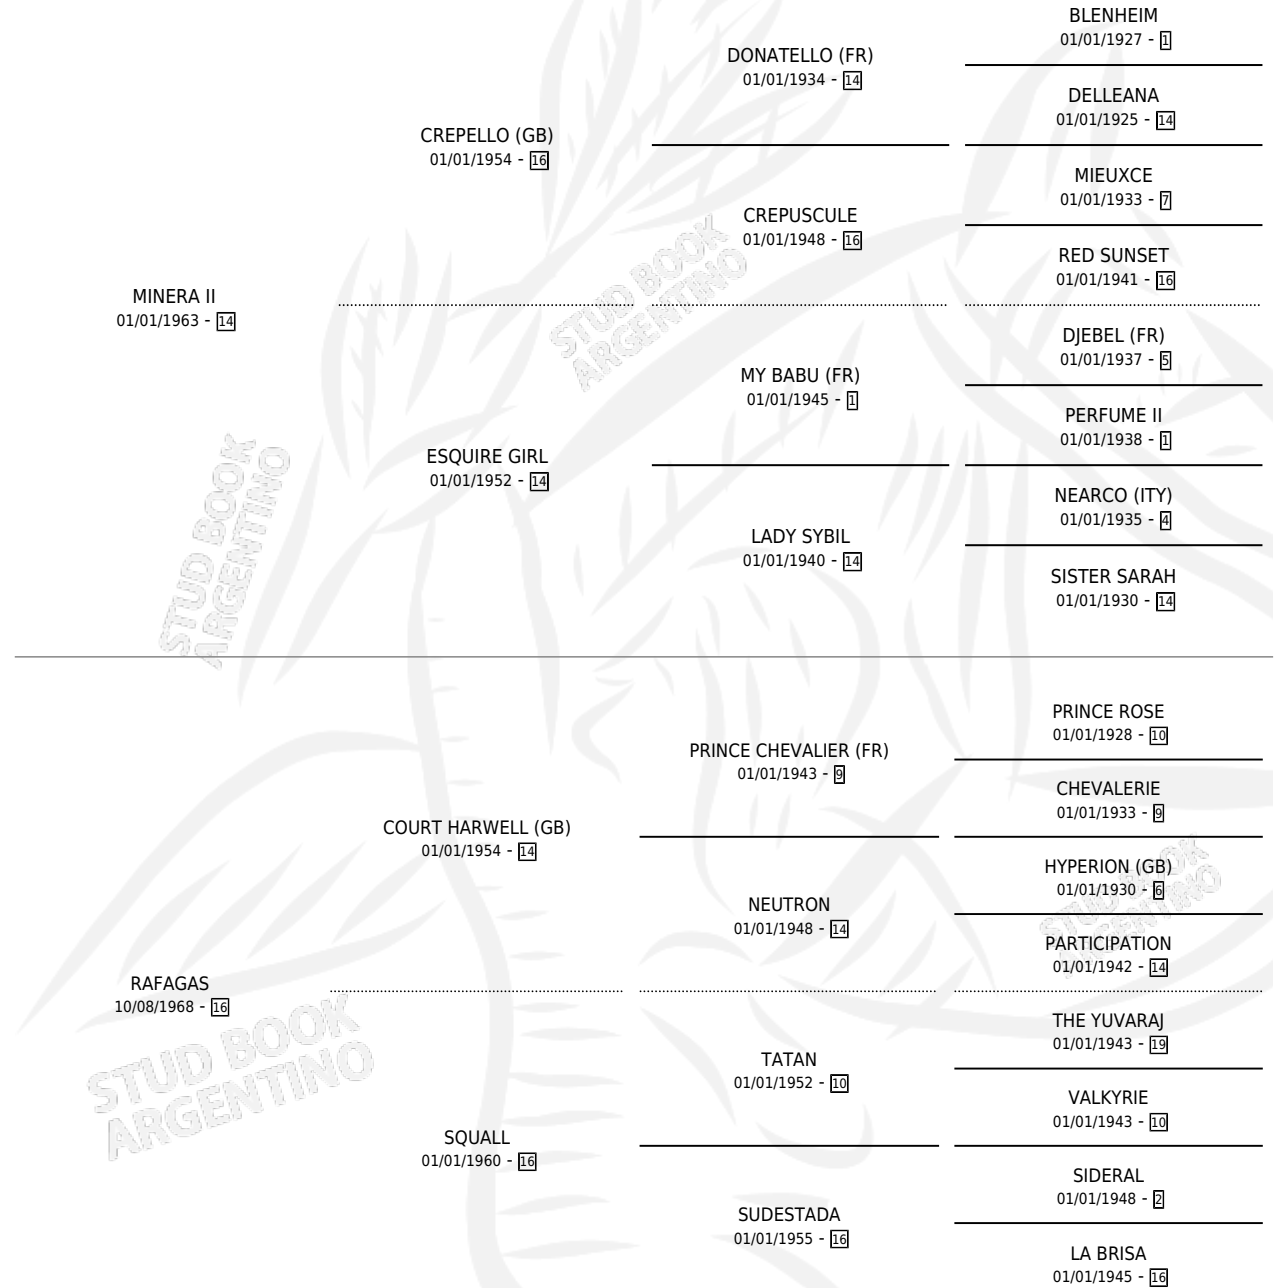 BLENHEIM
01/01/1927 - 1
DONATELLO (FR)
01/01/1934 - 14
DELLEANA
01/01/1925 - 14
CREPELLO (GB)
01/01/1954 - 16
MIEUXCE
01/01/1933 - 7
CREPUSCULE
01/01/1948 - 16
RED SUNSET
01/01/1941 - 16
MINERA II
01/01/1963 - 14
STUD BOOK
ARGENTINO
DJEBEL (FR)
01/01/1937 - 5
MY BABU (FR)
01/01/1945 - 1
PERFUME II
01/01/1938 - 1
ESQUIRE GIRL
01/01/1952 - 14
NEARCO (ITY)
01/01/1935 - 4
LADY SYBIL
01/01/1940 - 14
SISTER SARAH
01/01/1930 - 14
STUD BOOK
ARGENTINO
PRINCE ROSE
01/01/1928 - 10
PRINCE CHEVALIER (FR)
01/01/1943 - 9
CHEVALERIE
01/01/1933 - 9
COURT HARWELL (GB)
01/01/1954 - 14
HYPERION (GB)
01/01/1930 - 6
NEUTRON
01/01/1948 - 14
PARTICIPATION
01/01/1942 - 14
STUD BOOK
ARGENTINO
RAFAGAS
10/08/1968 - 16
THE YUVARAJ
01/01/1943 - 19
TATAN
01/01/1952 - 10
VALKYRIE
01/01/1943 - 10
STUD BOOK
ARGENTINO
SQUALL
01/01/1960 - 16
SIDERAL
01/01/1948 - 2
SUDESTADA
01/01/1955 - 16
LA BRISA
01/01/1945 - 16